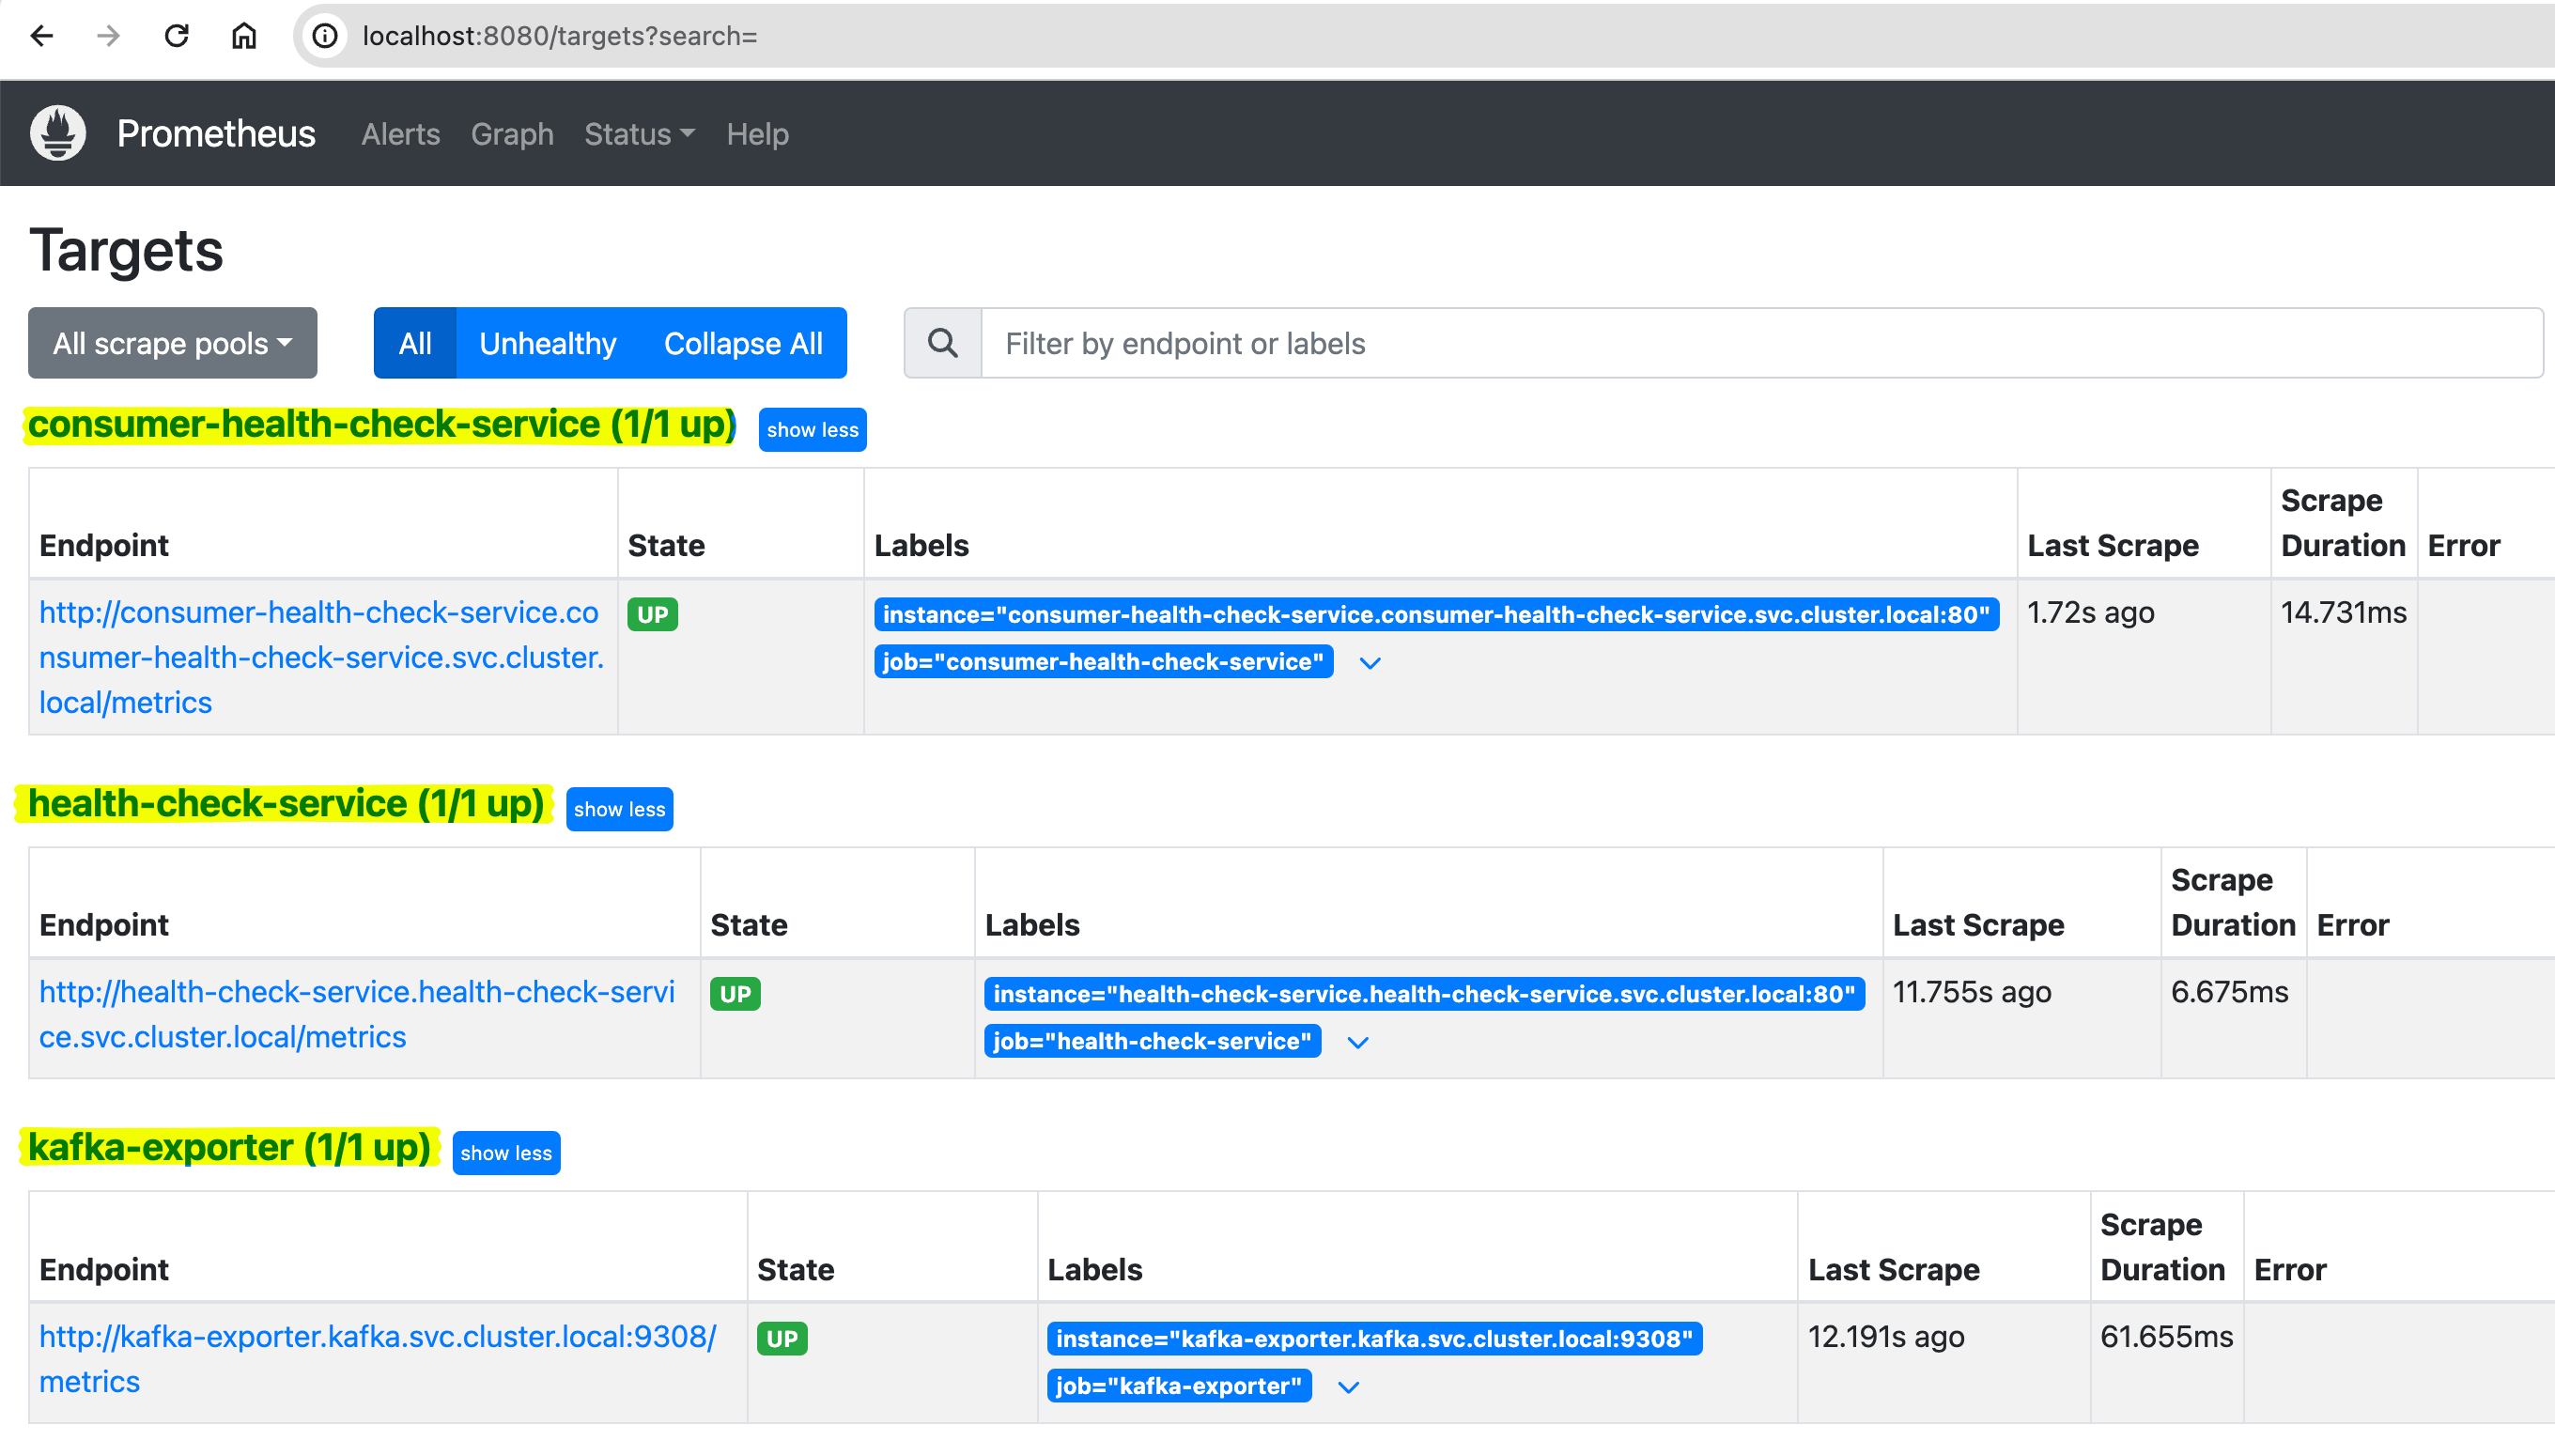 localhost:8080/targets?search=
Prometheus Alerts Graph Status Help
Targets
All scrape pools All Unhealthy Collapse All Filter by endpoint or labels
consumer-health-check-service (1/1 up) show less
Endpoint State Labels Last Scrape Scrape Duration Error
http://consumer-health-check-service.co
nsumer-health-check-service.svc.cluster.
local/metrics
UP
instance="consumer-health-check-service.consumer-health-check-service.svc.cluster.local:80"
job="consumer-health-check-service"
1.72s ago
14.731ms
health-check-service (1/1 up) show less
Endpoint State Labels Last Scrape Scrape Duration Error
http://health-check-service.health-check-servi
ce.svc.cluster.local/metrics
UP
instance="health-check-service.health-check-service.svc.cluster.local:80"
job="health-check-service"
11.755s ago
6.675ms
kafka-exporter (1/1 up) show less
Endpoint State Labels Last Scrape Scrape Duration Error
http://kafka-exporter.kafka.svc.cluster.local:9308/
metrics
UP
instance="kafka-exporter.kafka.svc.cluster.local:9308"
job="kafka-exporter"
12.191s ago
61.655ms